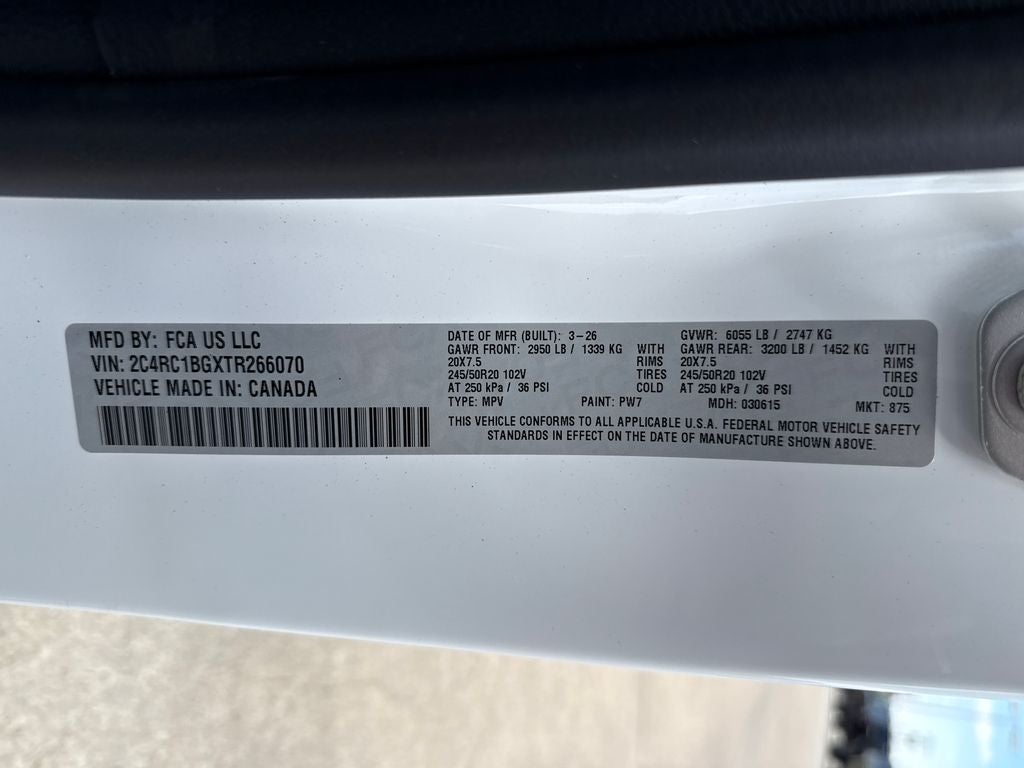 MFD BY: FCA US LLC
VIN: 2C4RC1BGXTR266070
VEHICLE MADE IN: CANADA
DATE OF MFR (BUILT): 3-26
GAWR FRONT: 2950 LB / 1339 KG WITH
20X7.5 RIMS
245/50R20 102V TIRES
AT 250 kPa / 36 PSI COLD
GVWR: 6055 LB / 2747 KG
GAWR REAR: 3200 LB / 1452 KG WITH
20X7.5 RIMS
245/50R20 102V TIRES
AT 250 kPa / 36 PSI COLD
TYPE: MPV PAINT: PW7 MDH: 030615 MKT: 875
THIS VEHICLE CONFORMS TO ALL APPLICABLE U.S.A. FEDERAL MOTOR VEHICLE SAFETY
STANDARDS IN EFFECT ON THE DATE OF MANUFACTURE SHOWN ABOVE.